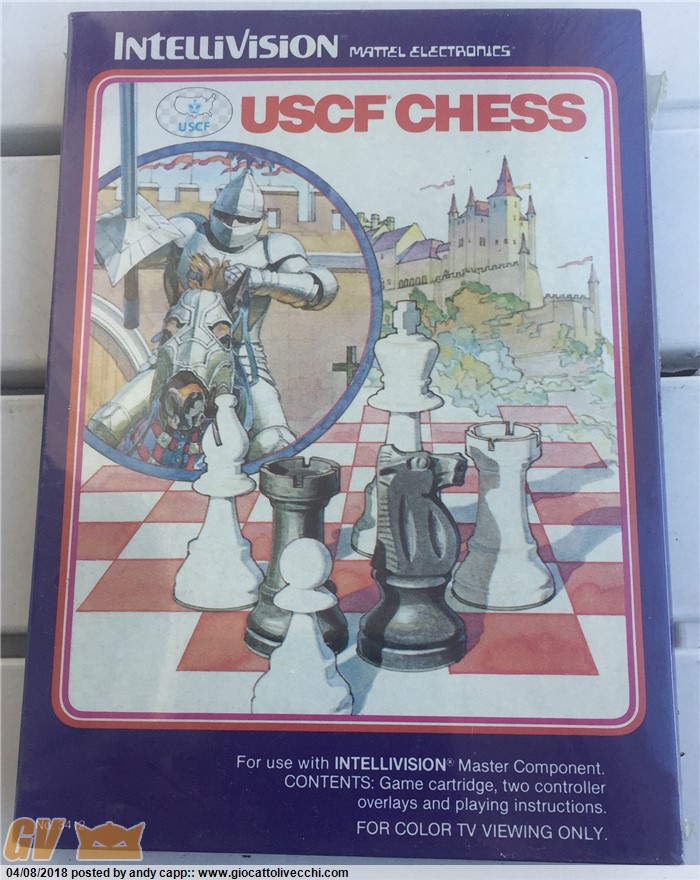 INTELLIVISION MATTEL ELECTRONICS
USCF
USCF® CHESS
For use with INTELLIVISION® Master Component.
CONTENTS: Game cartridge, two controller
overlays and playing instructions.
FOR COLOR TV VIEWING ONLY.
No.
GV
04/08/2018 posted by andy capp:: www.giocattolivecchi.com